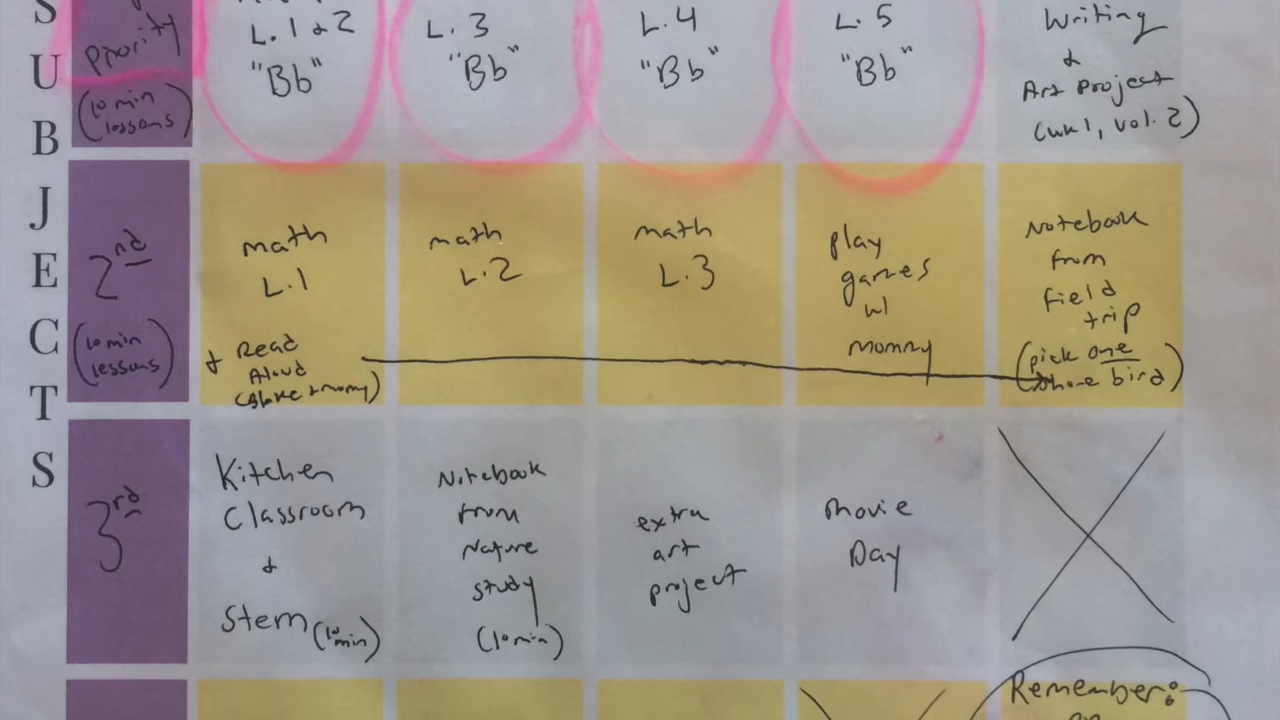 SUBJECTS
priority
(10 min
lessons)
L. 1 & 2
"Bb"
L. 3
"Bb"
L. 4
"Bb"
L. 5
"Bb"
Writing
&
Art Project
(wk 1, vol. 2)
2nd
(10 min
lessons)
math
L. 1
+ Read
Aloud
math
L. 2
math
L. 3
play
games
w/
mommy
Notebook
from
field
trip
(pick one
shore bird)
3rd
Kitchen
Classroom
&
Stem (10 min)
Notebook
from
Nature
study
(10 min)
extra
art
project
Movie
Day
Remember: